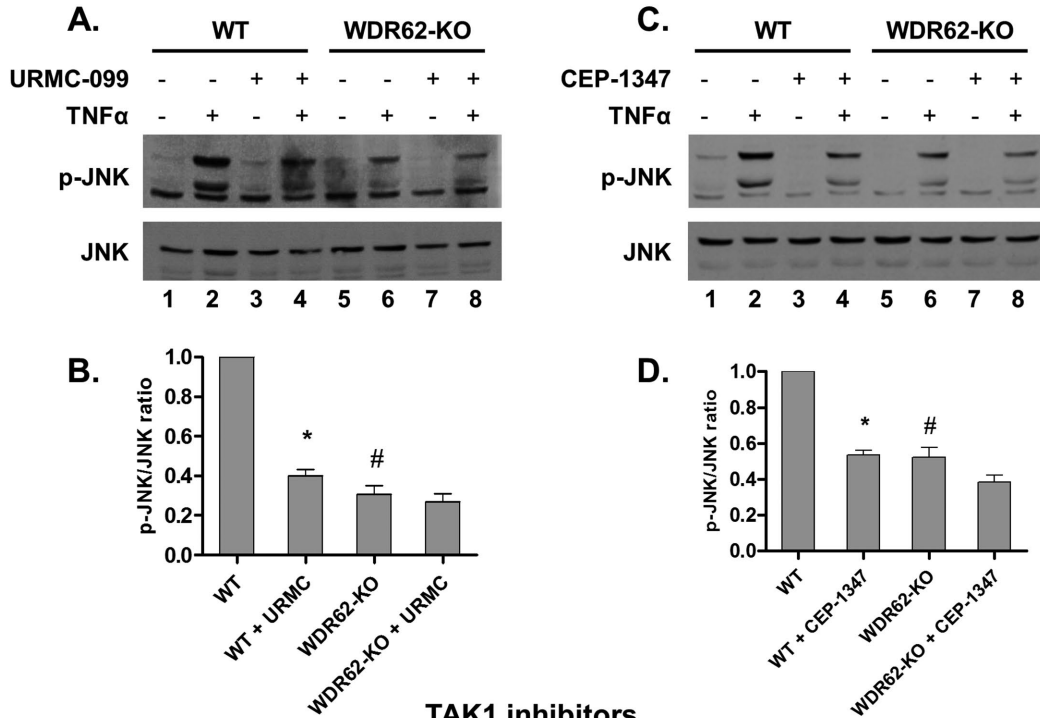 A.
WT WDR62-KO
URMC-099 - - + + - - + +
TNFα - + - + - + - +
p-JNK
JNK
1 2 3 4 5 6 7 8
C.
WT WDR62-KO
CEP-1347 - - + + - - + +
TNFα - + - + - + - +
p-JNK
JNK
1 2 3 4 5 6 7 8
B.
p-JNK/JNK ratio
1.0
0.8
0.6
0.4
0.2
0.0
*
#
WT
WT + URMC
WDR62-KO
WDR62-KO + URMC
D.
p-JNK/JNK ratio
1.0
0.8
0.6
0.4
0.2
0.0
*
#
WT
WT + CEP-1347
WDR62-KO
WDR62-KO + CEP-1347
TAK1 inhibitors